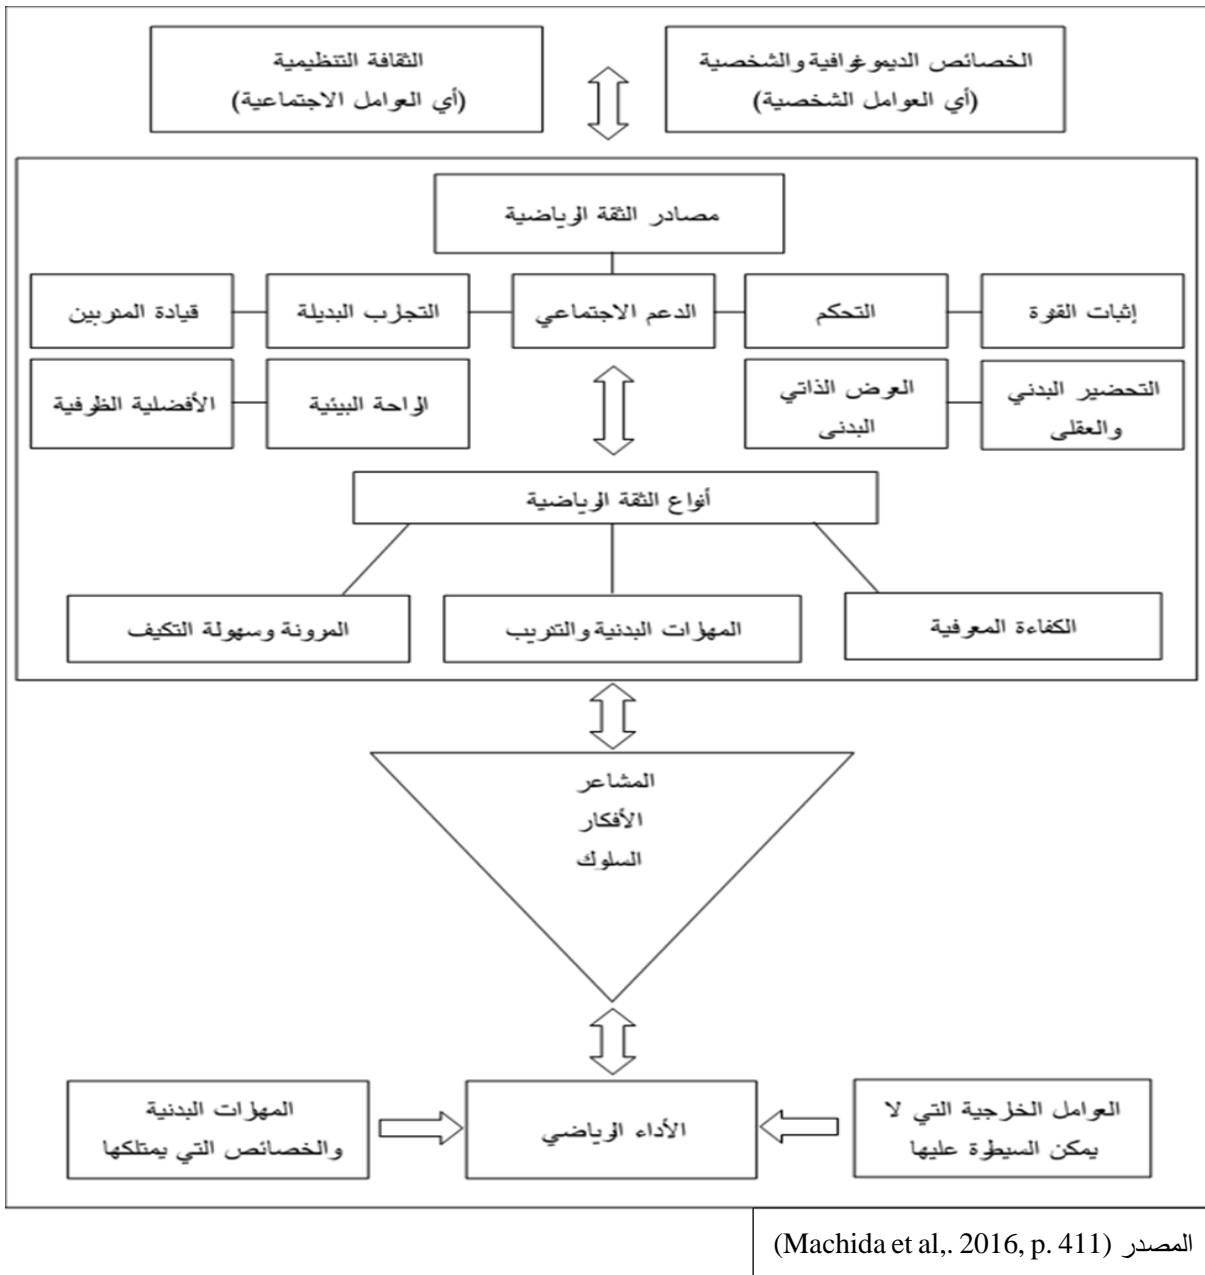 الخصائص الديموغرافية والشخصية
(أي العوامل الشخصية)
الثقافة التنظيمية
(أي العوامل الاجتماعية)
مصادر الثقة الرياضية
إثبات القوة
التحكم
الدعم الاجتماعي
التجارب البديلة
قيادة المدربين
التحضير البدني
والعقلى
العرض الذاتي
البدنى
الراحة البيئية
الأفضلية الظرفية
أنواع الثقة الرياضية
الكفاءة المعرفية
المهارات البدنية والتدريب
المرونة وسهولة التكيف
المشاعر
الأفكار
السلوك
العوامل الخارجية التي لا
يمكن السيطرة عليها
الأداء الرياضي
المهارات البدنية
والخصائص التي يمتلكها
المصدر (Machida et al,. 2016, p. 411)